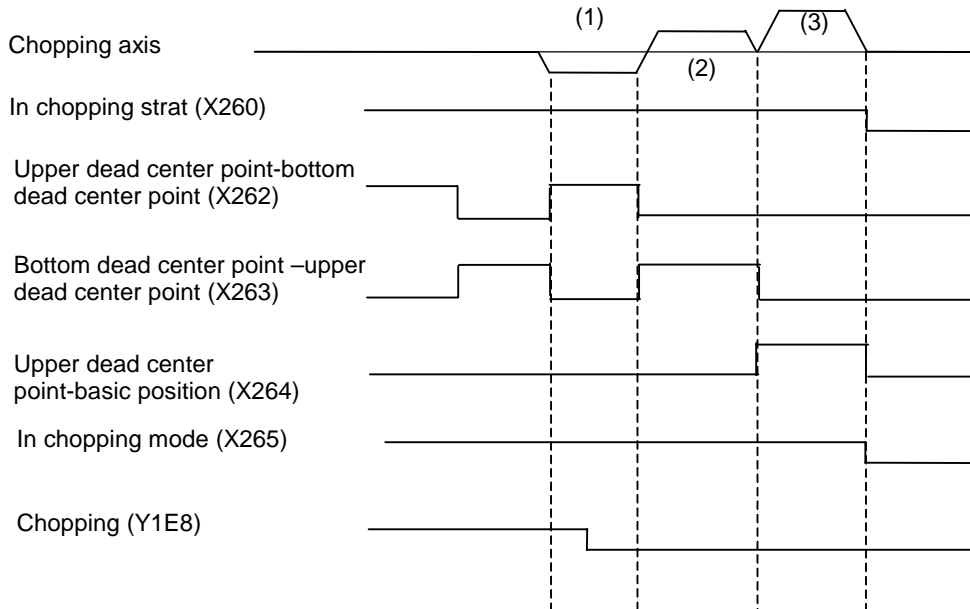 (1)
(3)
Chopping axis
(2)
In chopping strat (X260)
Upper dead center point-bottom
dead center point (X262)
Bottom dead center point –upper
dead center point (X263)
Upper dead center
point-basic position (X264)
In chopping mode (X265)
Chopping (Y1E8)